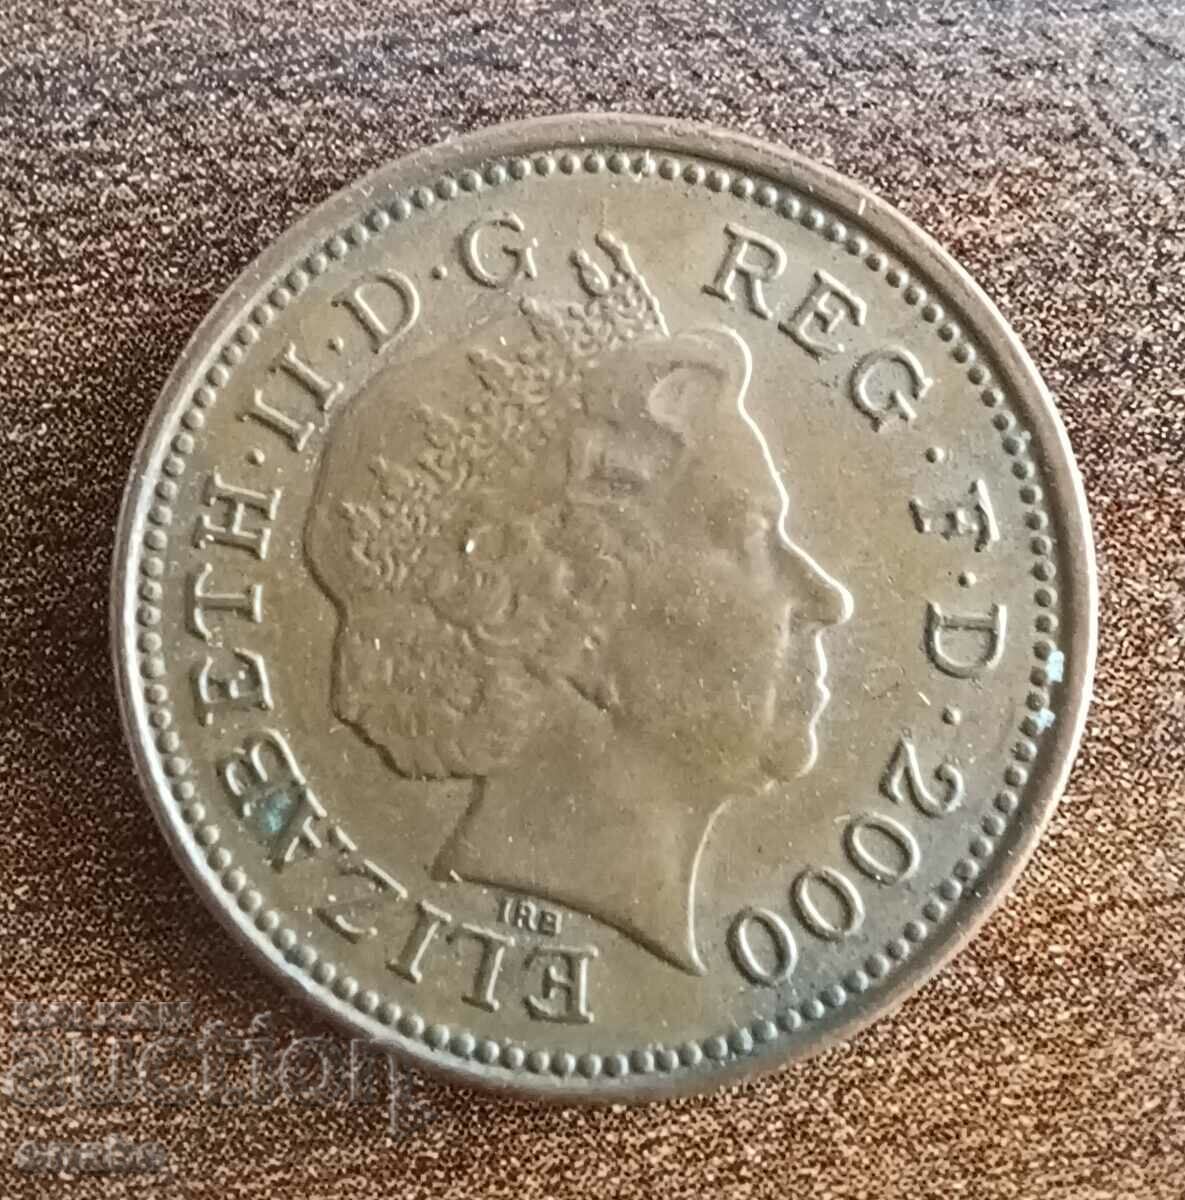 ELIZABETH·II·D·G
REG·F·D·2000
IRB
auction